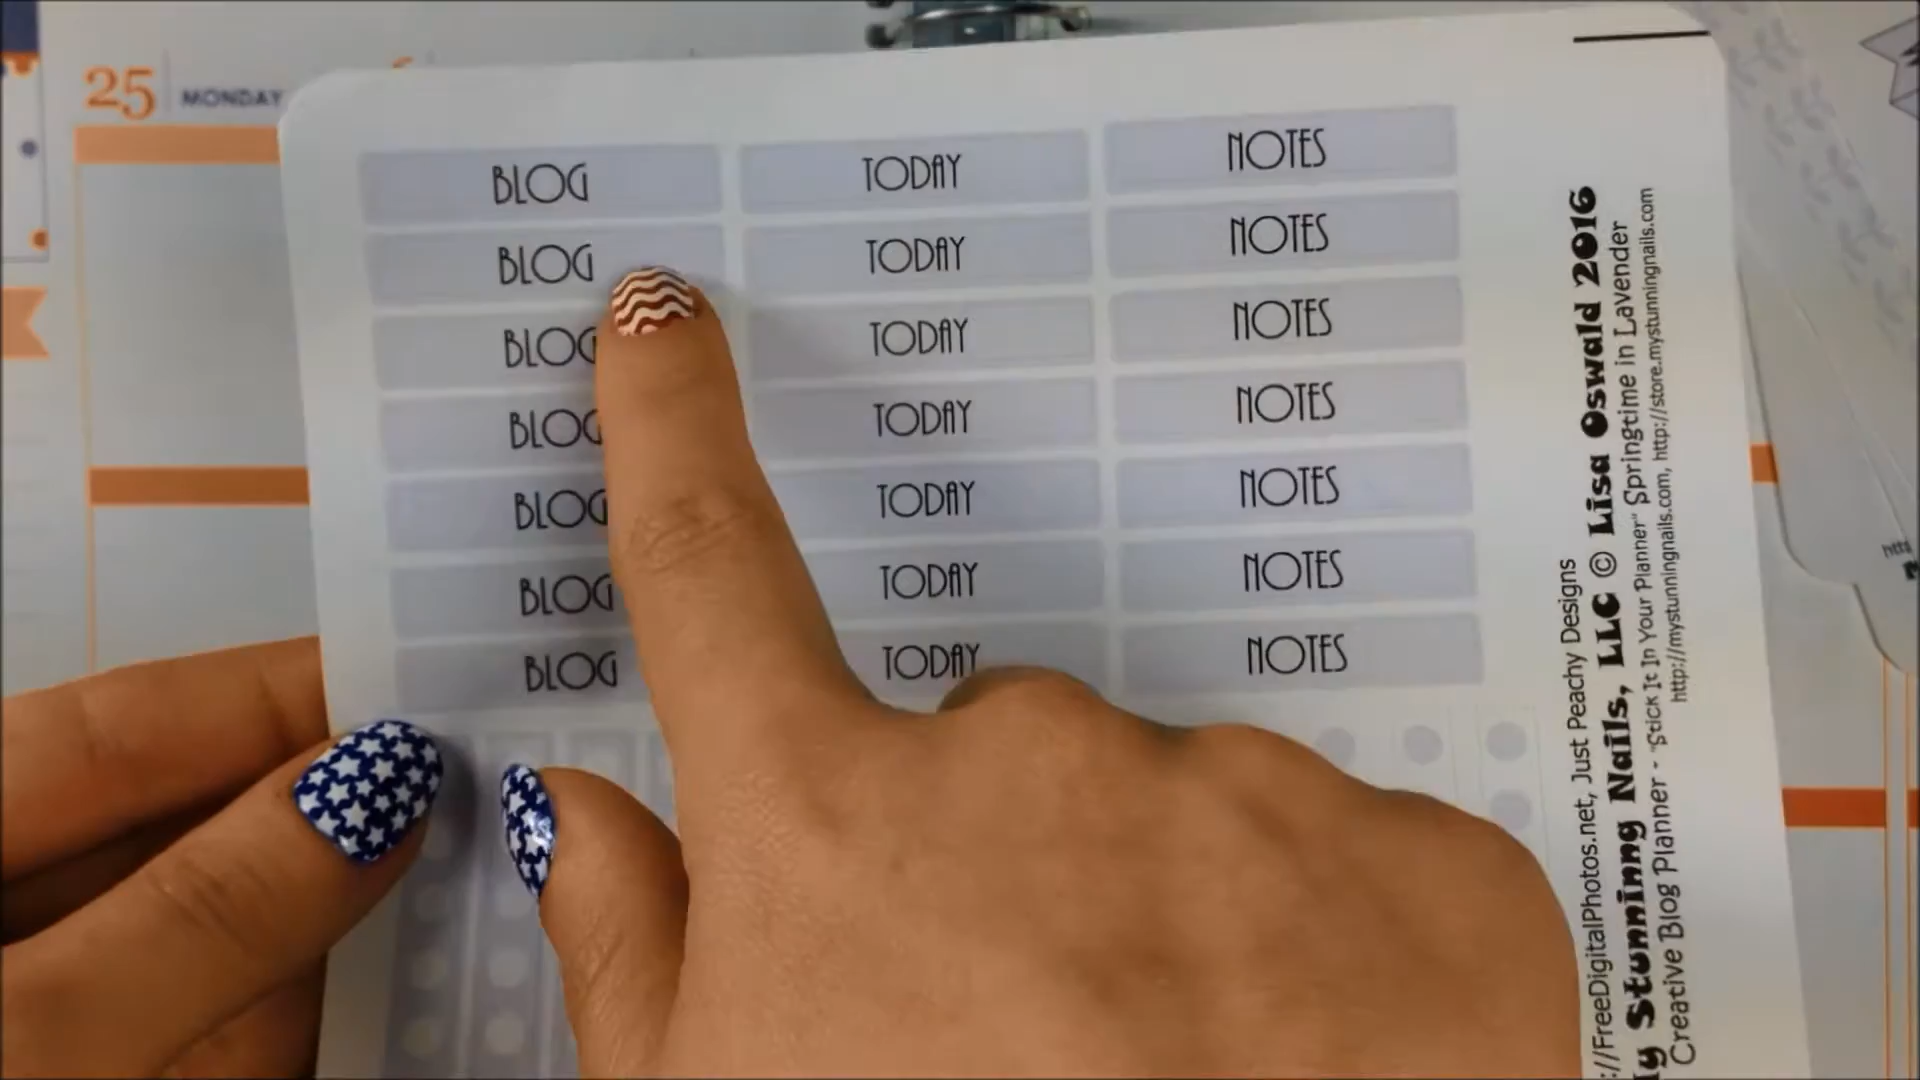 25 MONDAY
BLOG TODAY NOTES
BLOG TODAY NOTES
BLOG TODAY NOTES
BLOG TODAY NOTES
BLOG TODAY NOTES
BLOG TODAY NOTES
BLOG TODAY NOTES
://FreeDigitalPhotos.net, Just Peachy Designs
Stunning Nails, LLC © Lisa Oswald 2016
Creative Blog Planner - "Stick It In Your Planner" Springtime in Lavender
http://mystunningnails.com, http://store.mystunningnails.com